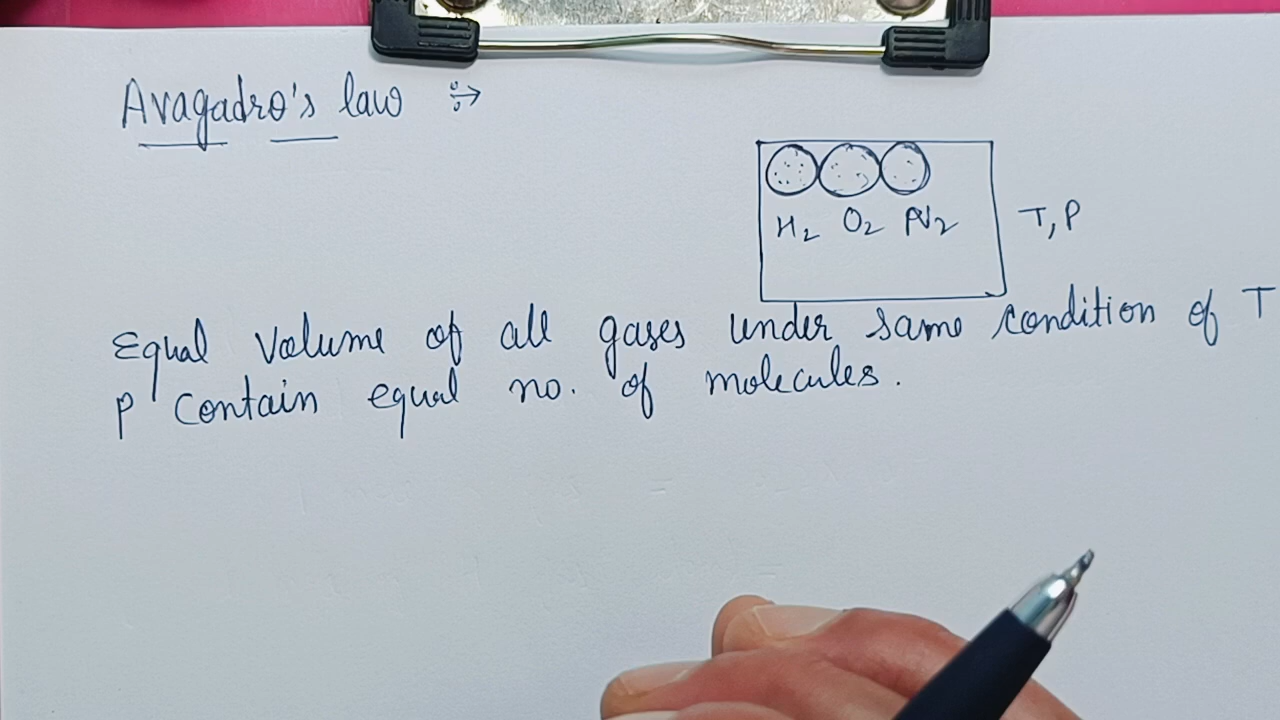 Avagadro's law
H2 O2 N2
T, P
Equal volume of all gases under same condition of T
P contain equal no. of molecules.